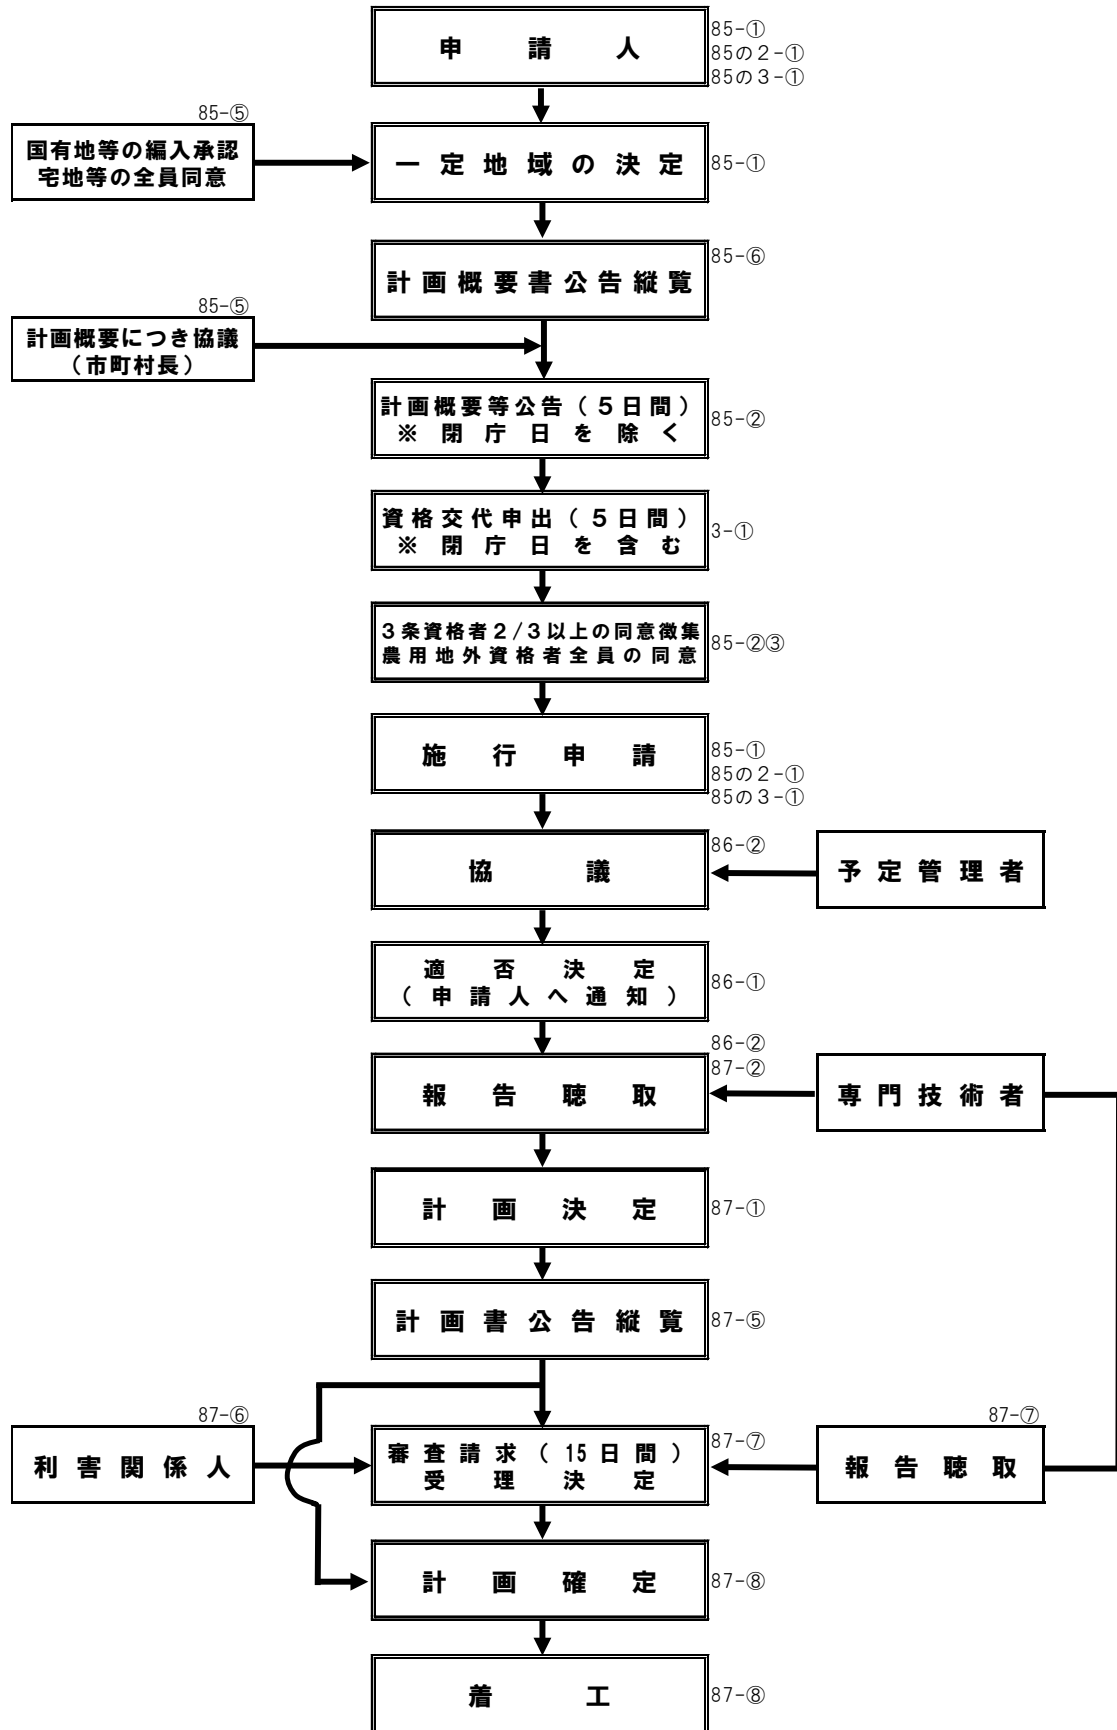 申請人
85-①
85の2-①
85の3-①
85-⑤
国有地等の編入承認
宅地等の全員同意
一定地域の決定
85-①
計画概要書公告縦覧
85-⑥
85-⑤
計画概要につき協議
(市町村長)
計画概要等公告(5日間)
※閉庁日を除く
85-②
資格交代申出(5日間)
※閉庁日を含む
3-①
3条資格者2/3以上の同意徴集
農用地外資格者全員の同意
85-②③
施行申請
85-①
85の2-①
85の3-①
協議
86-②
予定管理者
適否決定
(申請人へ通知)
86-①
報告聴取
86-②
87-②
専門技術者
計画決定
87-①
計画書公告縦覧
87-⑤
87-⑥
利害関係人
審査請求(15日間)
受理決定
87-⑦
87-⑦
報告聴取
計画確定
87-⑧
着工
87-⑧